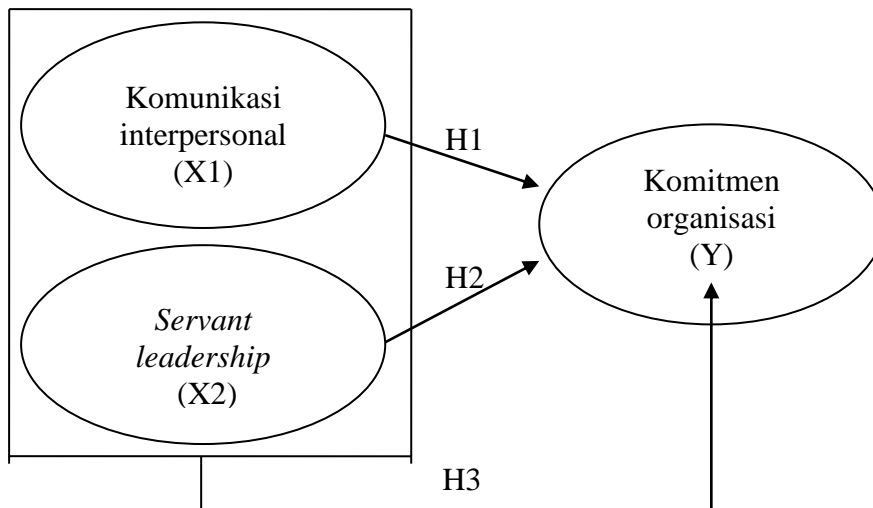 Komunikasi
interpersonal
(X1)
H1
Komitmen
organisasi
(Y)
H2
Servant
leadership
(X2)
H3